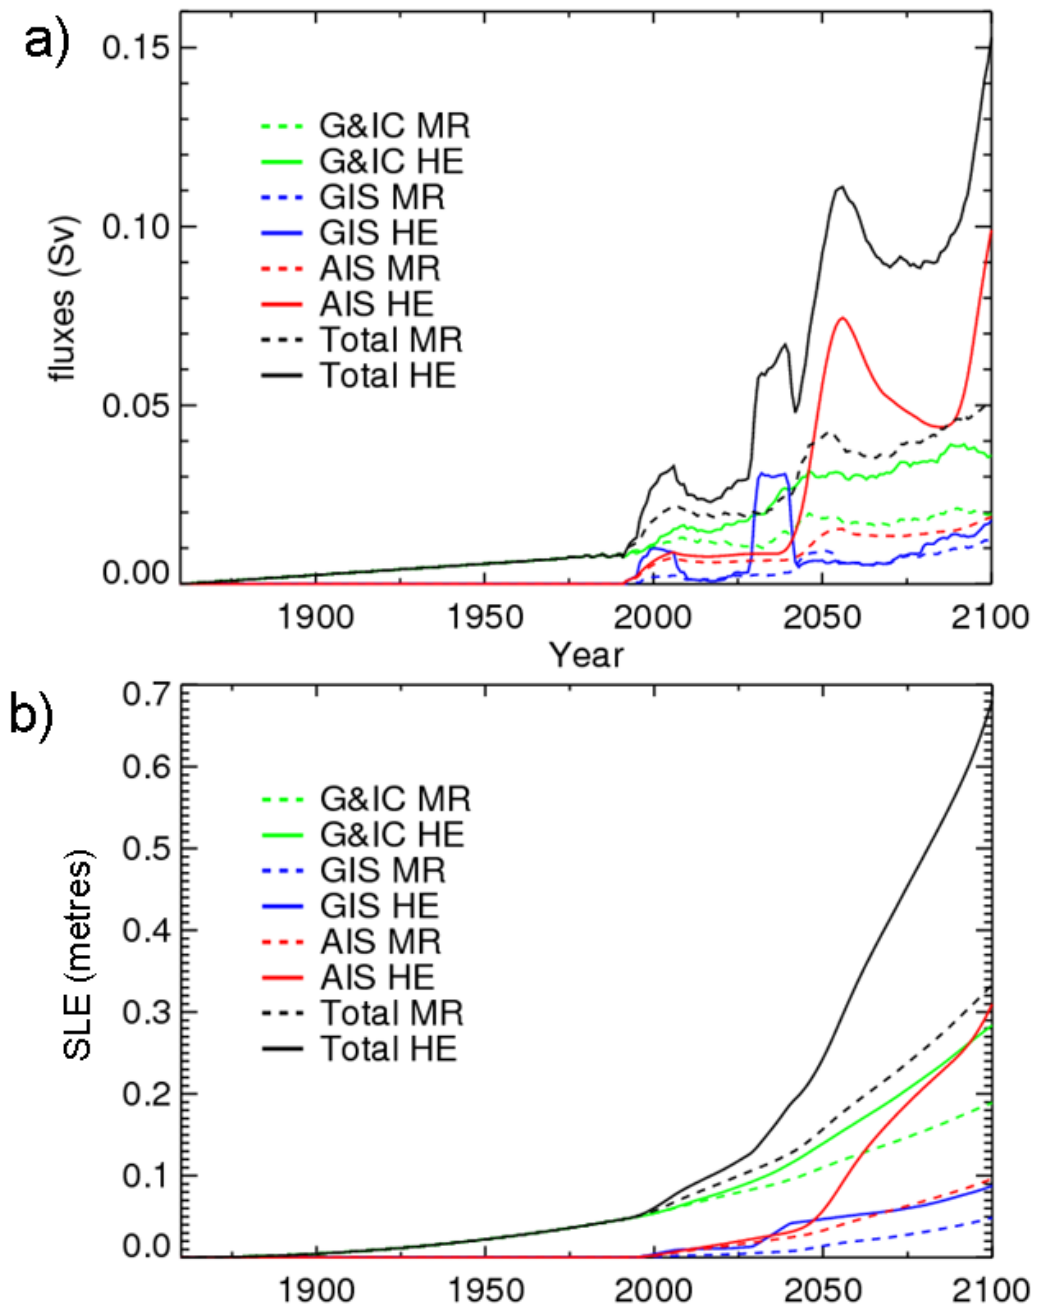 a)
fluxes (Sv)
0.15
0.10
0.05
0.00
G&IC MR
G&IC HE
GIS MR
GIS HE
AIS MR
AIS HE
Total MR
Total HE
1900 1950 2000 2050 2100
Year
b)
SLE (metres)
0.7
0.6
0.5
0.4
0.3
0.2
0.1
0.0
G&IC MR
G&IC HE
GIS MR
GIS HE
AIS MR
AIS HE
Total MR
Total HE
1900 1950 2000 2050 2100